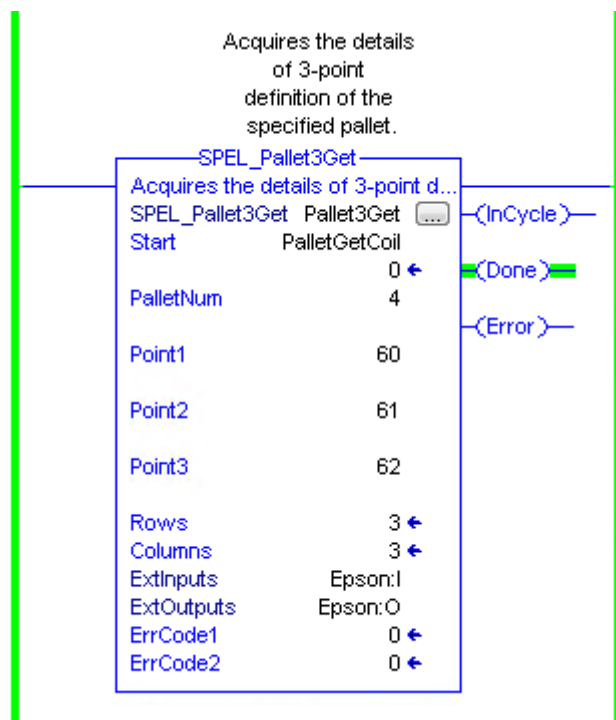 Acquires the details
of 3-point
definition of the
specified pallet.
SPEL_Pallet3Get
Acquires the details of 3-point d...
SPEL_Pallet3Get Pallet3Get ...
(InCycle)
Start PalletGetCoil
0
(Done)
PalletNum 4
(Error)
Point1 60
Point2 61
Point3 62
Rows 3
Columns 3
ExtInputs Epson:I
ExtOutputs Epson:O
ErrCode1 0
ErrCode2 0